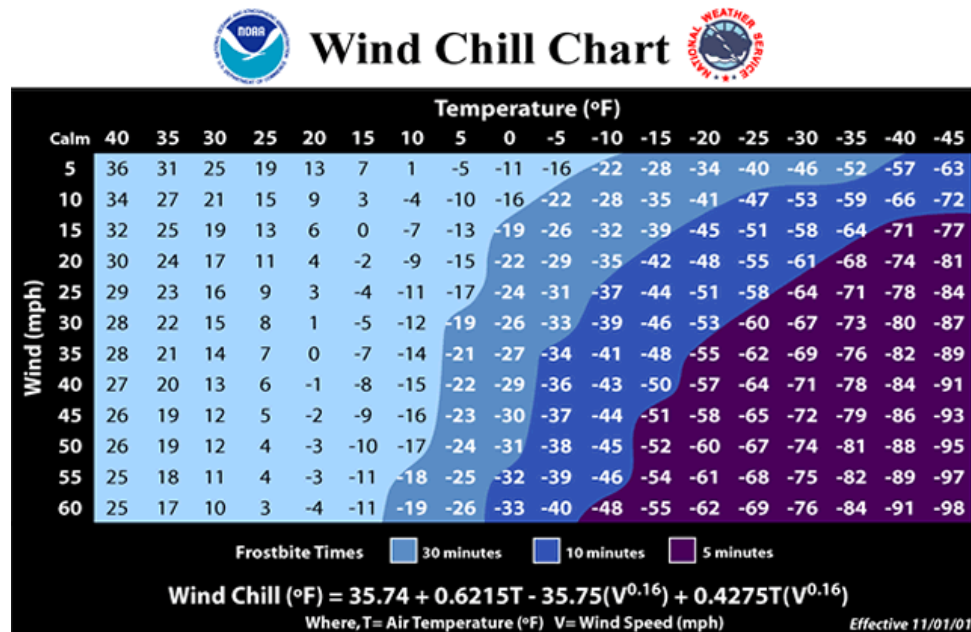 NOAA
Wind Chill Chart
NATIONAL WEATHER SERVICE
Temperature (ºF)
Calm 40 35 30 25 20 15 10 5 0 -5 -10 -15 -20 -25 -30 -35 -40 -45
5 36 31 25 19 13 7 1 -5 -11 -16 -22 -28 -34 -40 -46 -52 -57 -63
10 34 27 21 15 9 3 -4 -10 -16 -22 -28 -35 -41 -47 -53 -59 -66 -72
15 32 25 19 13 6 0 -7 -13 -19 -26 -32 -39 -45 -51 -58 -64 -71 -77
20 30 24 17 11 4 -2 -9 -15 -22 -29 -35 -42 -48 -55 -61 -68 -74 -81
25 29 23 16 9 3 -4 -11 -17 -24 -31 -37 -44 -51 -58 -64 -71 -78 -84
30 28 22 15 8 1 -5 -12 -19 -26 -33 -39 -46 -53 -60 -67 -73 -80 -87
35 28 21 14 7 0 -7 -14 -21 -27 -34 -41 -48 -55 -62 -69 -76 -82 -89
40 27 20 13 6 -1 -8 -15 -22 -29 -36 -43 -50 -57 -64 -71 -78 -84 -91
45 26 19 12 5 -2 -9 -16 -23 -30 -37 -44 -51 -58 -65 -72 -79 -86 -93
50 26 19 12 4 -3 -10 -17 -24 -31 -38 -45 -52 -60 -67 -74 -81 -88 -95
55 25 18 11 4 -3 -11 -18 -25 -32 -39 -46 -54 -61 -68 -75 -82 -89 -97
60 25 17 10 3 -4 -11 -19 -26 -33 -40 -48 -55 -62 -69 -76 -84 -91 -98
Wind (mph)
Frostbite Times 30 minutes 10 minutes 5 minutes
Wind Chill (ºF) = 35.74 + 0.6215T - 35.75(V0.16) + 0.4275T(V0.16)
Where, T= Air Temperature (ºF) V= Wind Speed (mph)
Effective 11/01/01